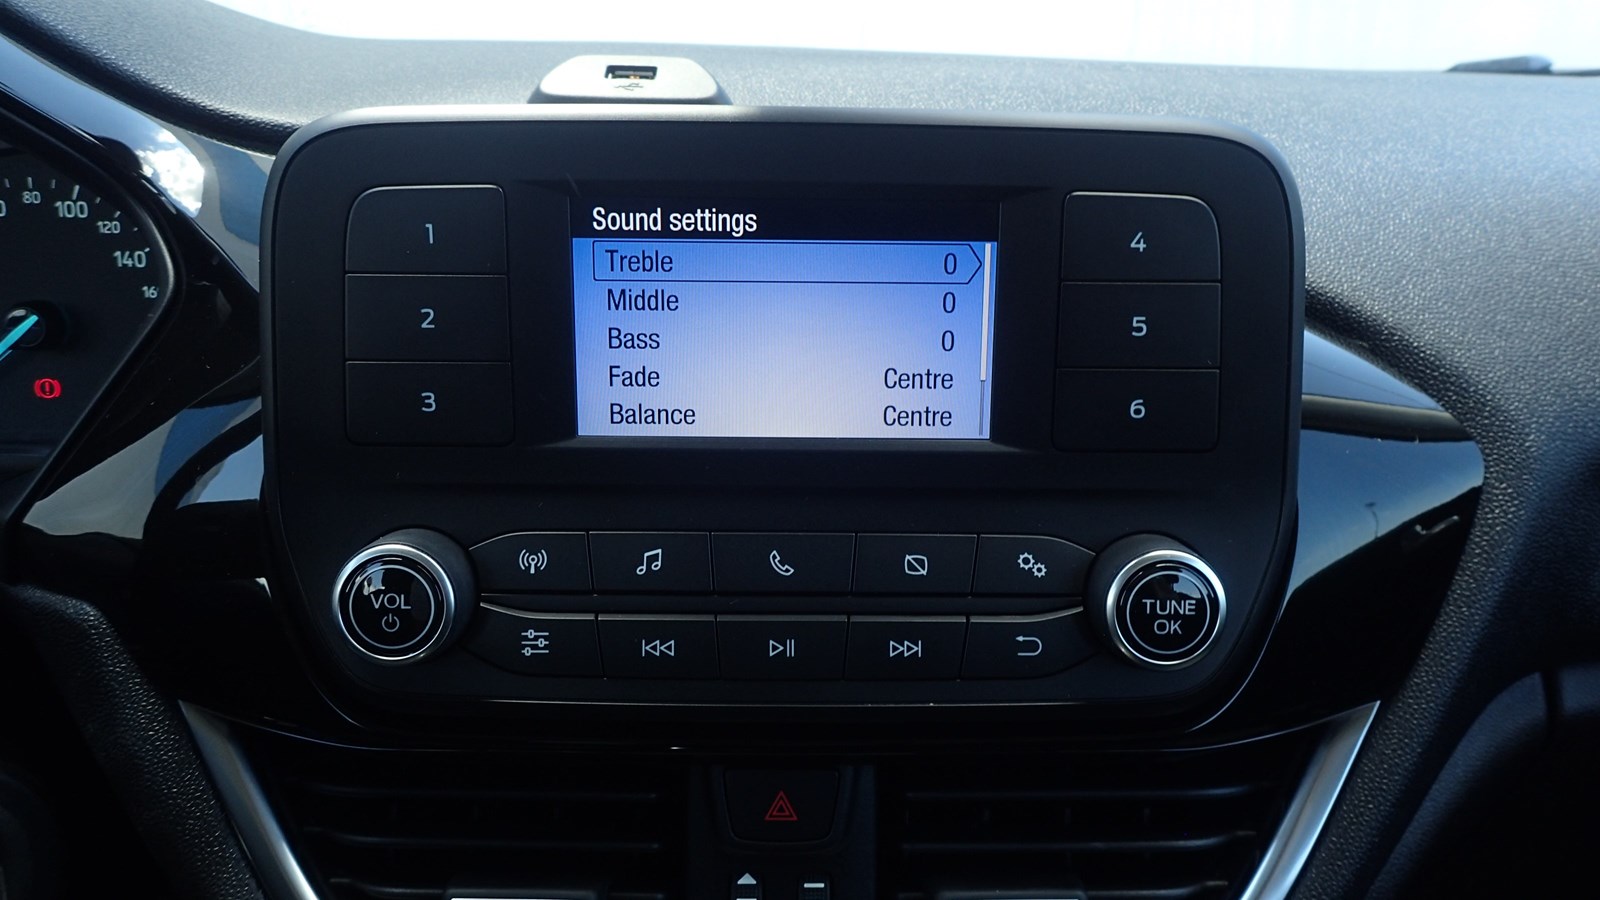 80
100
120
140
16
1
2
3
Sound settings
Treble 0
Middle 0
Bass 0
Fade Centre
Balance Centre
4
5
6
VOL
TUNE
OK